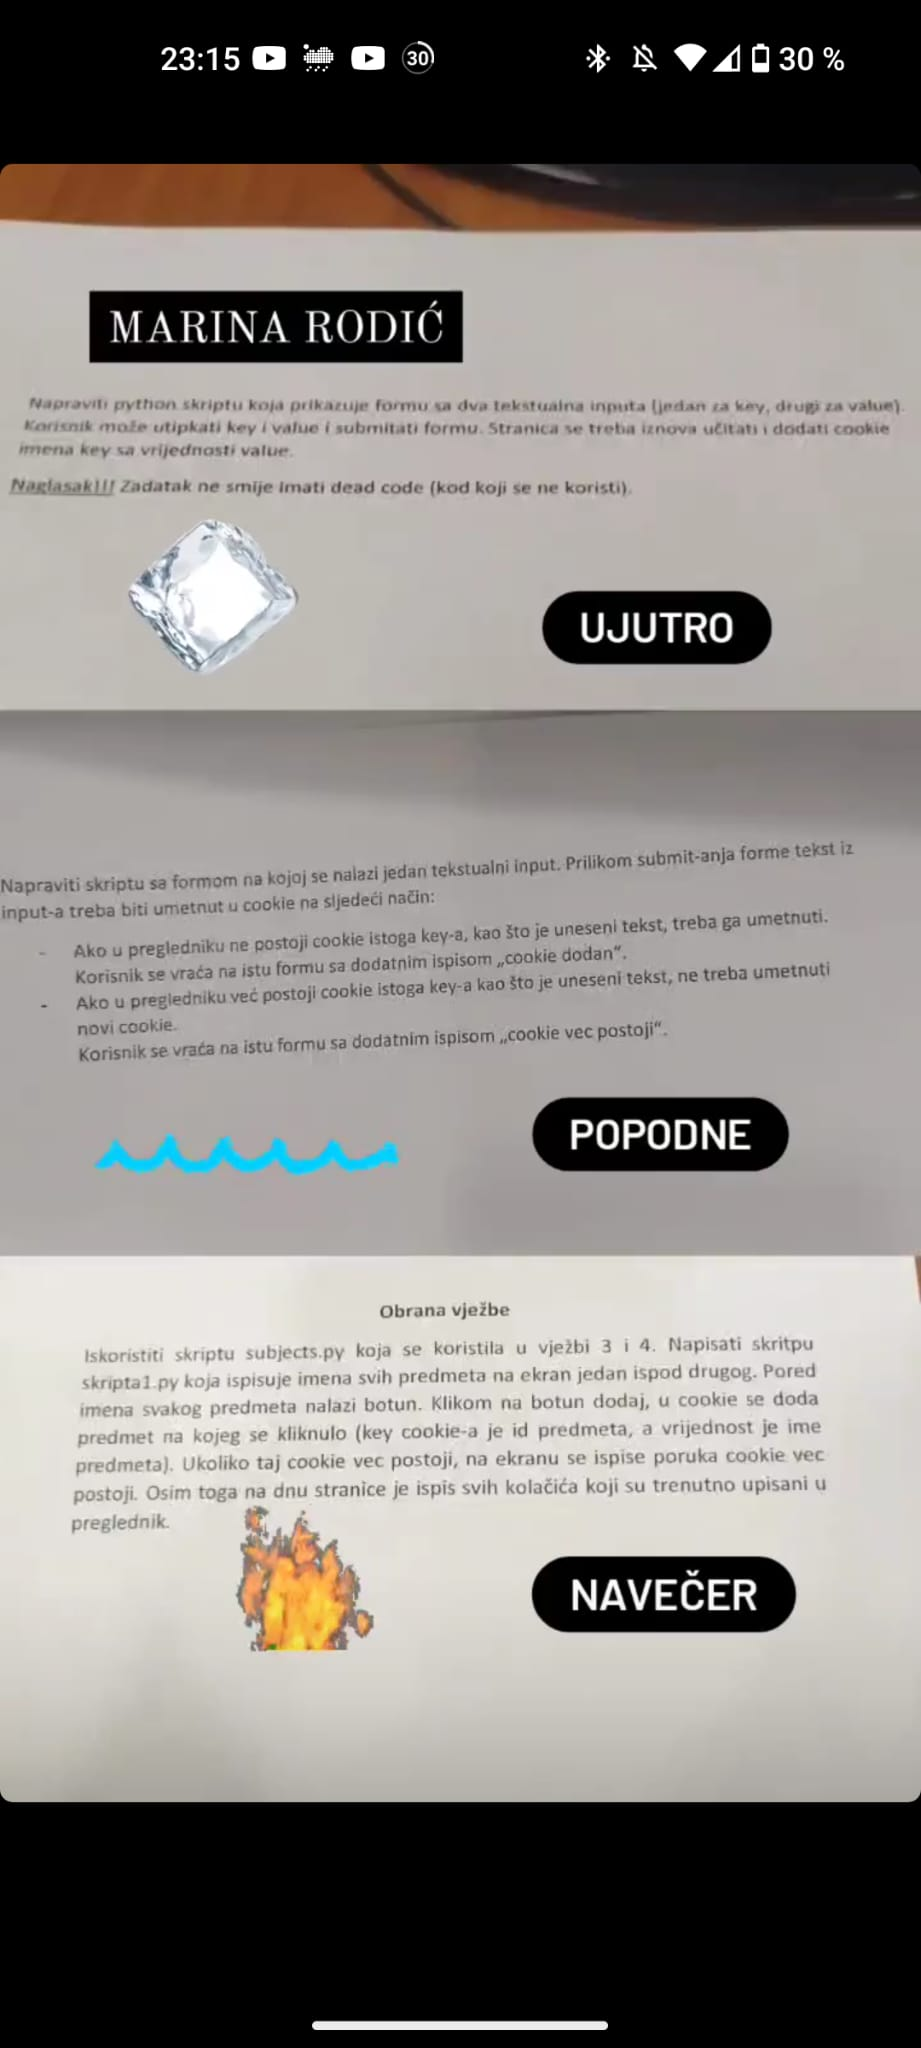 23:15 30 30 %
MARINA RODIĆ
Napraviti python skriptu koja prikazuje formu sa dva tekstualna inputa (jedan za key, drugi za value).
Korisnik može utipkati key i value i submitati formu. Stranica se treba iznova učitati i dodati cookie
imena key sa vrijednosti value.
Naglasak!!! Zadatak ne smije imati dead code (kod koji se ne koristi).
UJUTRO
Napraviti skriptu sa formom na kojoj se nalazi jedan tekstualni input. Prilikom submit-anja forme tekst iz
input-a treba biti umetnut u cookie na sljedeći način:
- Ako u pregledniku ne postoji cookie istoga key-a, kao što je uneseni tekst, treba ga umetnuti.
Korisnik se vraća na istu formu sa dodatnim ispisom „cookie dodan“.
- Ako u pregledniku već postoji cookie istoga key-a kao što je uneseni tekst, ne treba umetnuti
novi cookie.
Korisnik se vraća na istu formu sa dodatnim ispisom „cookie vec postoji“.
POPODNE
Obrana vježbe
Iskoristiti skriptu subjects.py koja se koristila u vježbi 3 i 4. Napisati skritpu
skripta1.py koja ispisuje imena svih predmeta na ekran jedan ispod drugog. Pored
imena svakog predmeta nalazi botun. Klikom na botun dodaj, u cookie se doda
predmet na kojeg se kliknulo (key cookie-a je id predmeta, a vrijednost je ime
predmeta). Ukoliko taj cookie vec postoji, na ekranu se ispise poruka cookie vec
postoji. Osim toga na dnu stranice je ispis svih kolačića koji su trenutno upisani u
preglednik.
NAVEČER